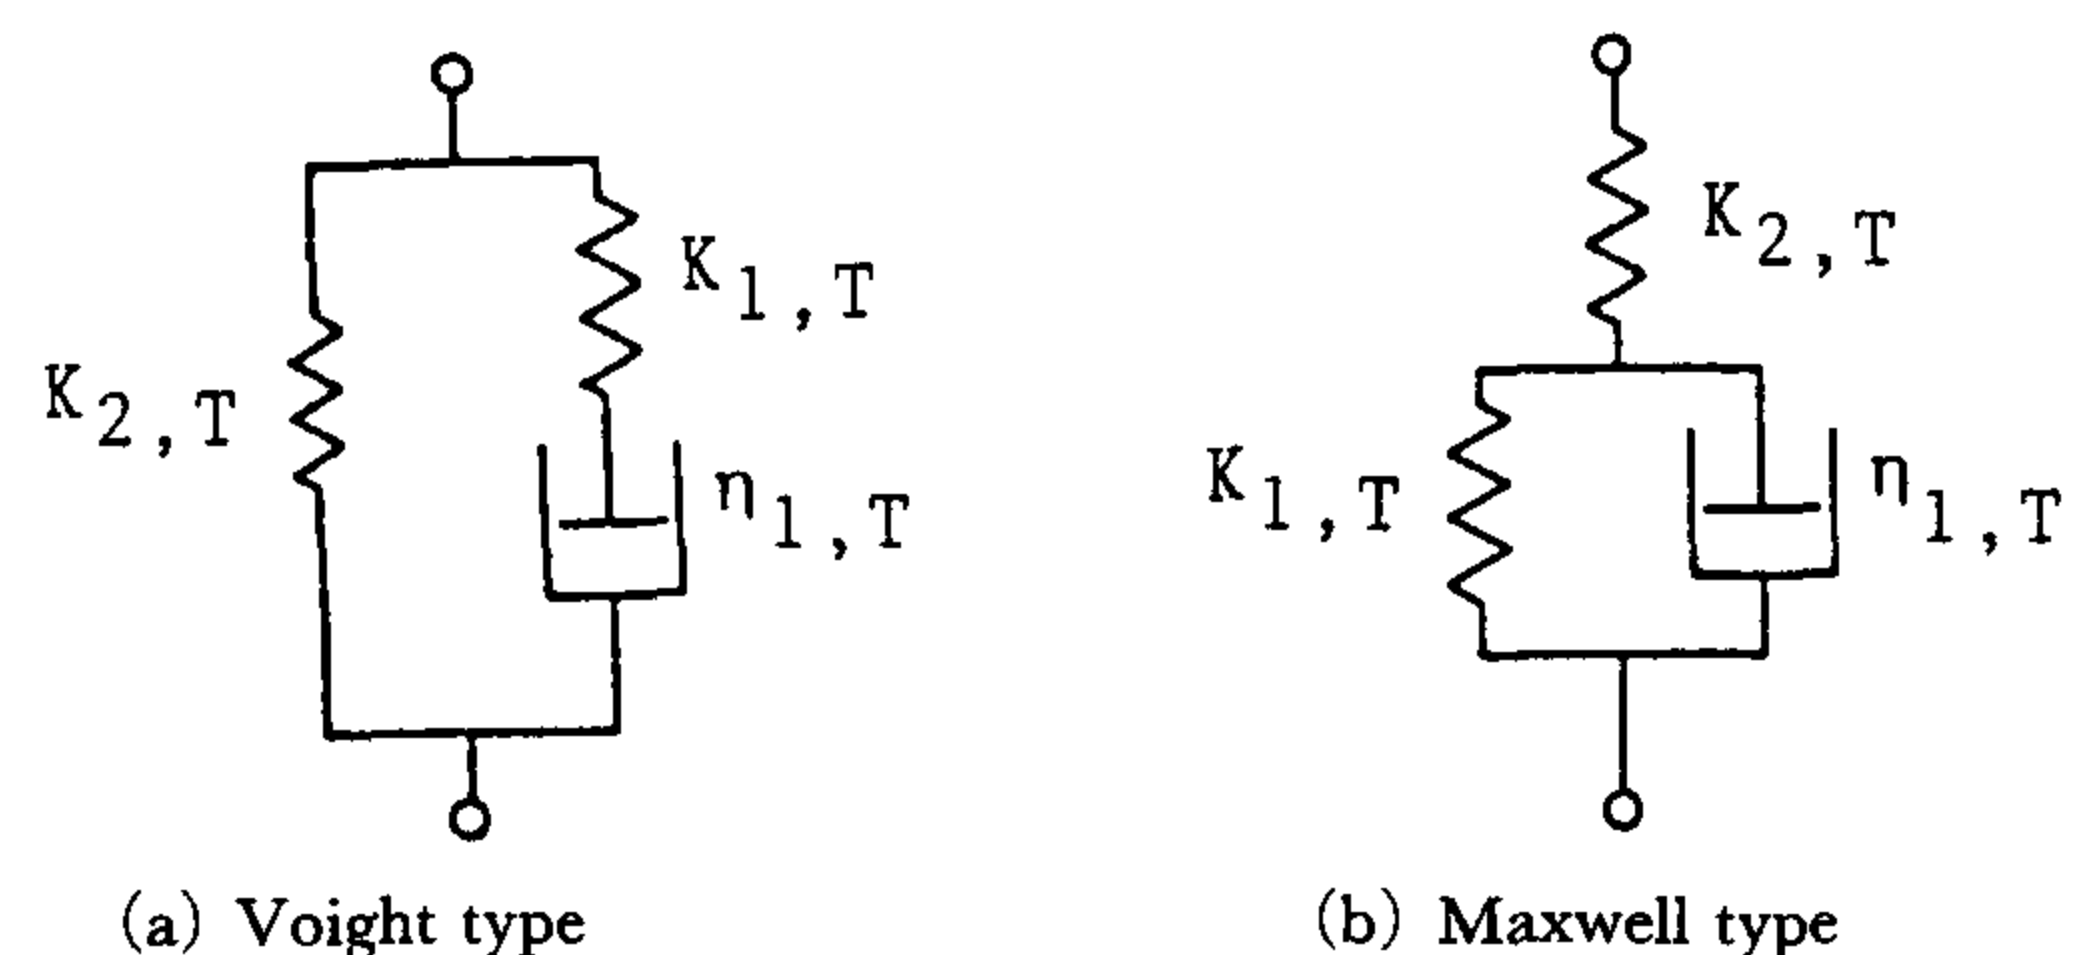 K2,T
K1,T
η1,T
(a) Voight type
K2,T
K1,T
η1,T
(b) Maxwell type